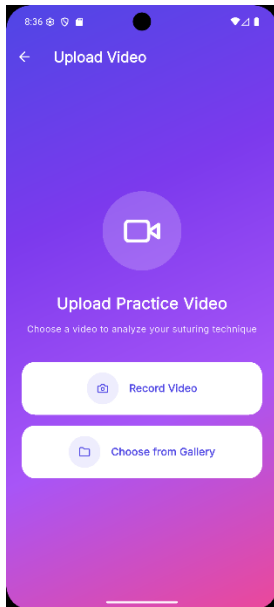 8:36
Upload Video
Upload Practice Video
Choose a video to analyze your suturing technique
Record Video
Choose from Gallery